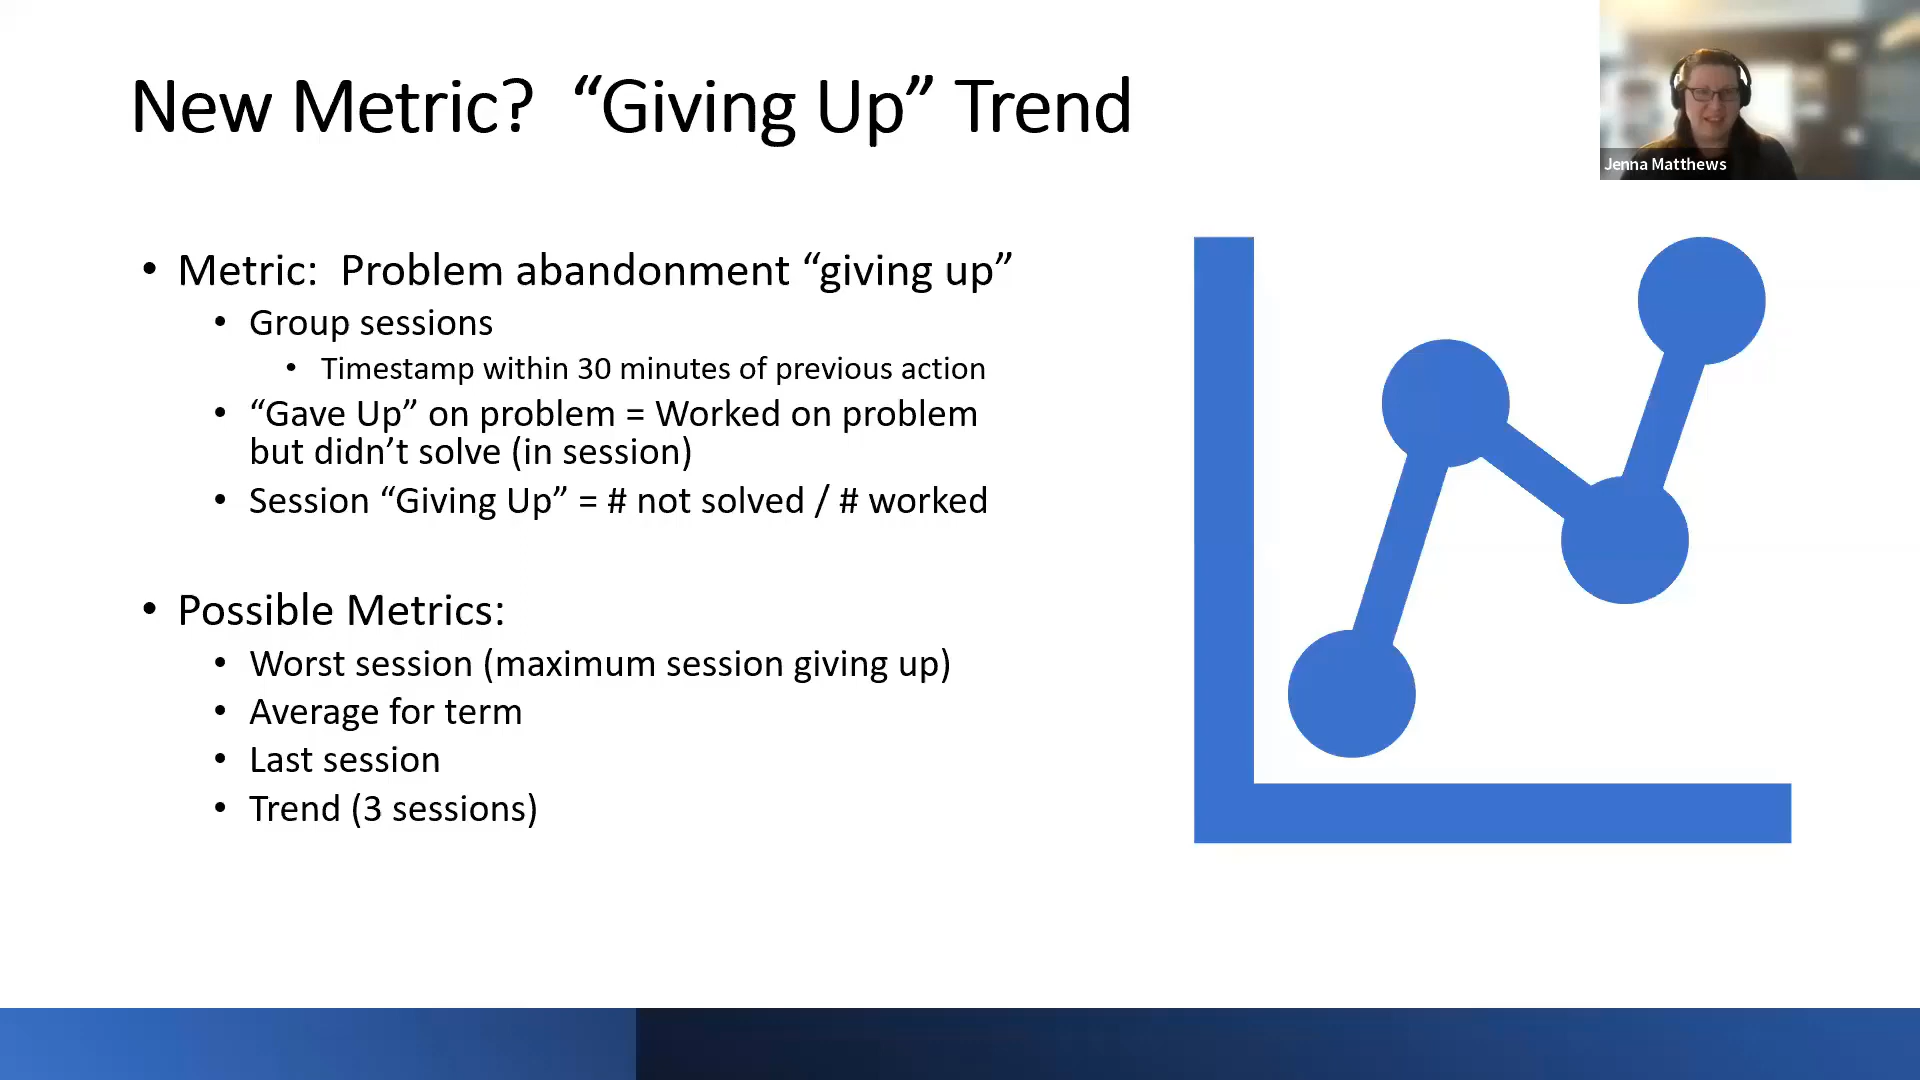 New Metric?  “Giving Up” Trend
Jenna Matthews
• Metric:  Problem abandonment “giving up”
• Group sessions
• Timestamp within 30 minutes of previous action
• “Gave Up” on problem = Worked on problem
but didn’t solve (in session)
• Session “Giving Up” = # not solved / # worked
• Possible Metrics:
• Worst session (maximum session giving up)
• Average for term
• Last session
• Trend (3 sessions)